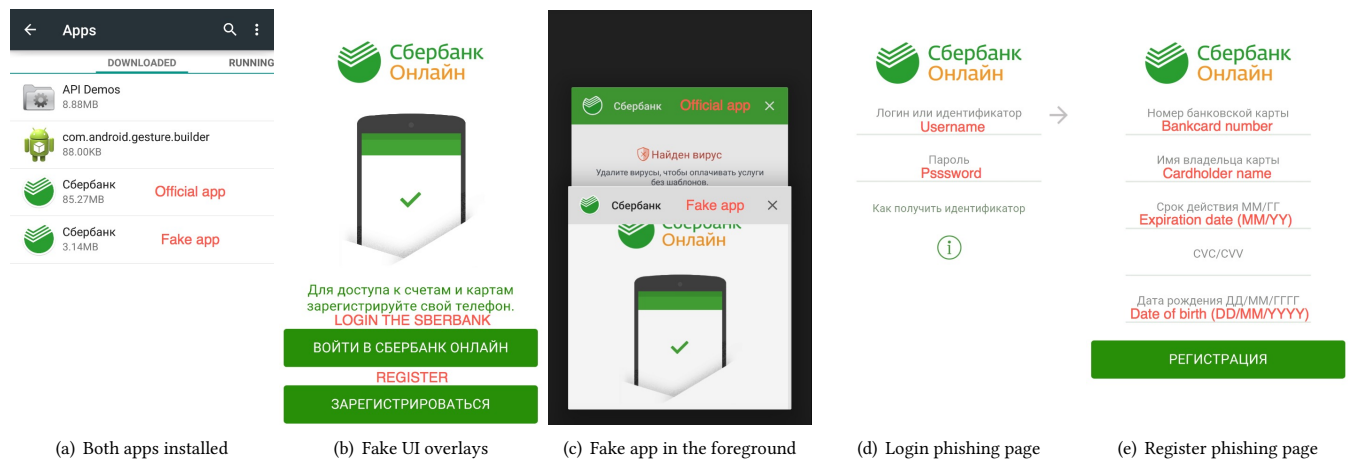 Apps
DOWNLOADED RUNNING
API Demos
8.88MB
com.android.gesture.builder
88.00KB
Сбербанк
85.27MB
Official app
Сбербанк
3.14MB
Fake app
(a) Both apps installed
Сбербанк
Онлайн
Для доступа к счетам и картам
зарегистрируйте свой телефон.
LOGIN THE SBERBANK
ВОЙТИ В СБЕРБАНК ОНЛАЙН
REGISTER
ЗАРЕГИСТРИРОВАТЬСЯ
(b) Fake UI overlays
Сбербанк Official app
Найден вирус
Удалите вирусы, чтобы оплачивать услуги
без шаблонов.
Сбербанк Fake app
Сбербанк
Онлайн
(c) Fake app in the foreground
Сбербанк
Онлайн
Логин или идентификатор
Username
Пароль
Psssword
Как получить идентификатор
i
(d) Login phishing page
Сбербанк
Онлайн
Номер банковской карты
Bankcard number
Имя владельца карты
Cardholder name
Срок действия ММ/ГГ
Expiration date (MM/YY)
CVC/CVV
Дата рождения ДД/ММ/ГГГГ
Date of birth (DD/MM/YYYY)
РЕГИСТРАЦИЯ
(e) Register phishing page